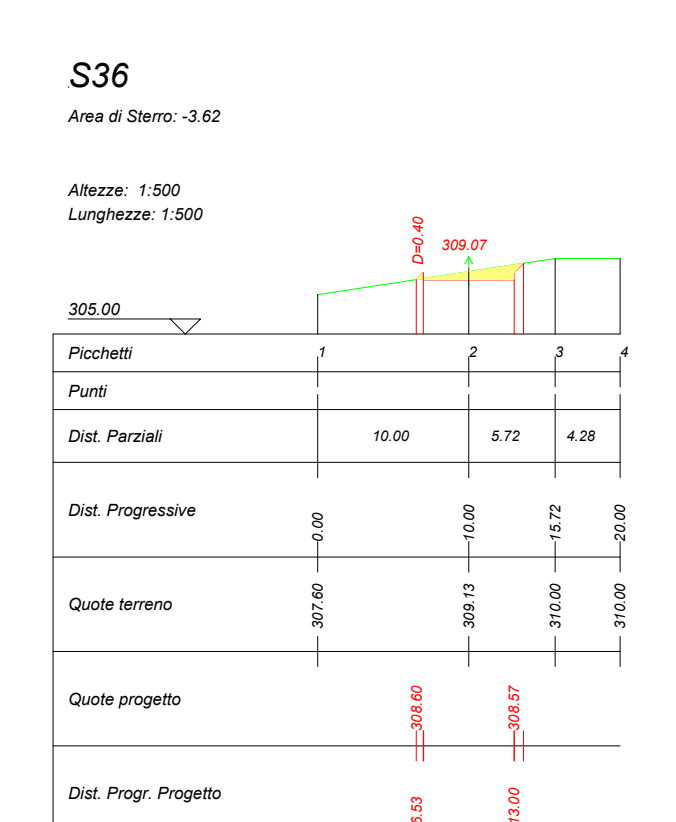 S36
Area di Sterro: -3.62
Altezze: 1:500
Lunghezze: 1:500
D=0.40
309.07
305.00
Picchetti 1 2 3 4
Punti
Dist. Parziali 10.00 5.72 4.28
Dist. Progressive 0.00 10.00 15.72 20.00
Quote terreno 307.60 309.13 310.00 310.00
Quote progetto 308.60 308.57
Dist. Progr. Progetto 6.53 13.00